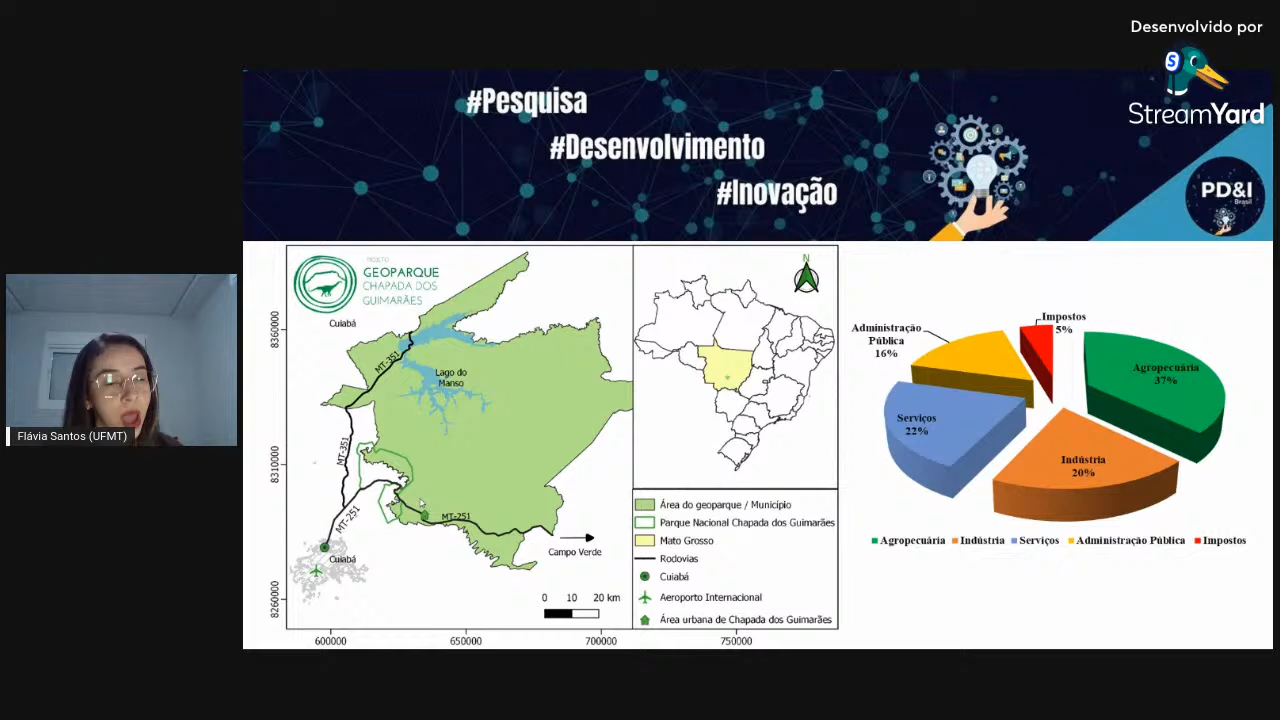 Desenvolvido por
StreamYard
#Pesquisa
#Desenvolvimento
#Inovação
PD&I
Brasil
PROJETO
GEOPARQUE
CHAPADA DOS
GUIMARÃES
Cuiabá
N
8360000
8310000
8260000
MT-351
Lago do
Manso
MT-351
MT-251
MT-251
Campo Verde
Cuiabá
0 10 20 km
600000 650000 700000 750000
Área do geoparque / Município
Parque Nacional Chapada dos Guimarães
Mato Grosso
Rodovias
Cuiabá
Aeroporto Internacional
Área urbana de Chapada dos Guimarães
Impostos
5%
Administração
Pública
16%
Agropecuária
37%
Serviços
22%
Indústria
20%
Agropecuária Indústria Serviços Administração Pública Impostos
Flávia Santos (UFMT)